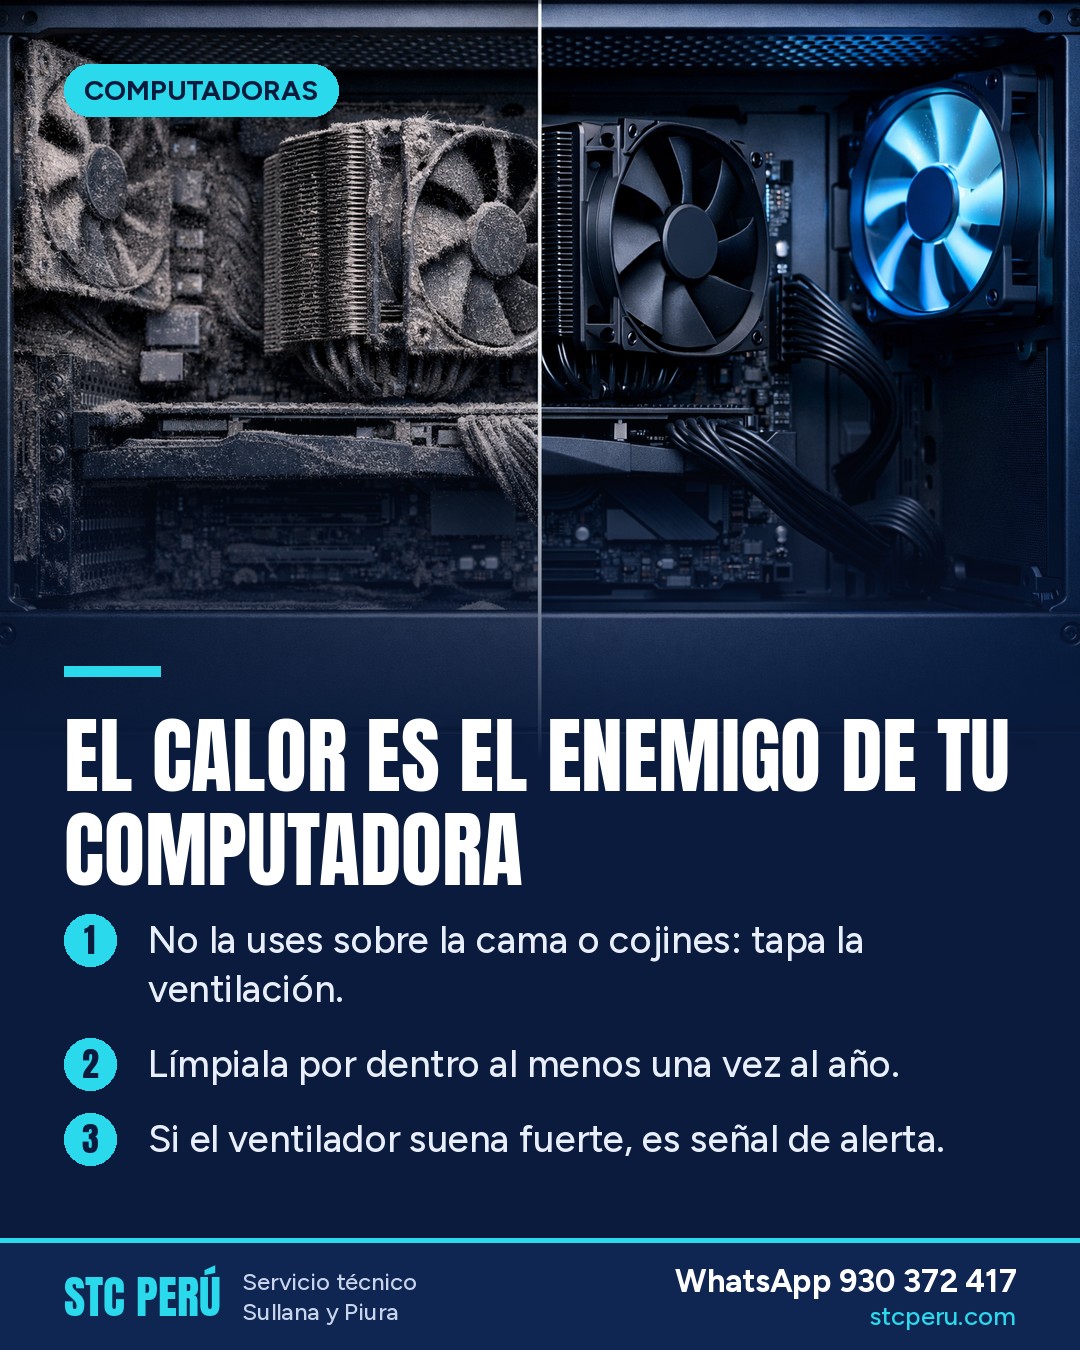 COMPUTADORAS
EL CALOR ES EL ENEMIGO DE TU
COMPUTADORA
1 No la uses sobre la cama o cojines: tapa la
ventilación.
2 Límpiala por dentro al menos una vez al año.
3 Si el ventilador suena fuerte, es señal de alerta.
STC PERÚ
Servicio técnico
Sullana y Piura
WhatsApp 930 372 417
stcperu.com